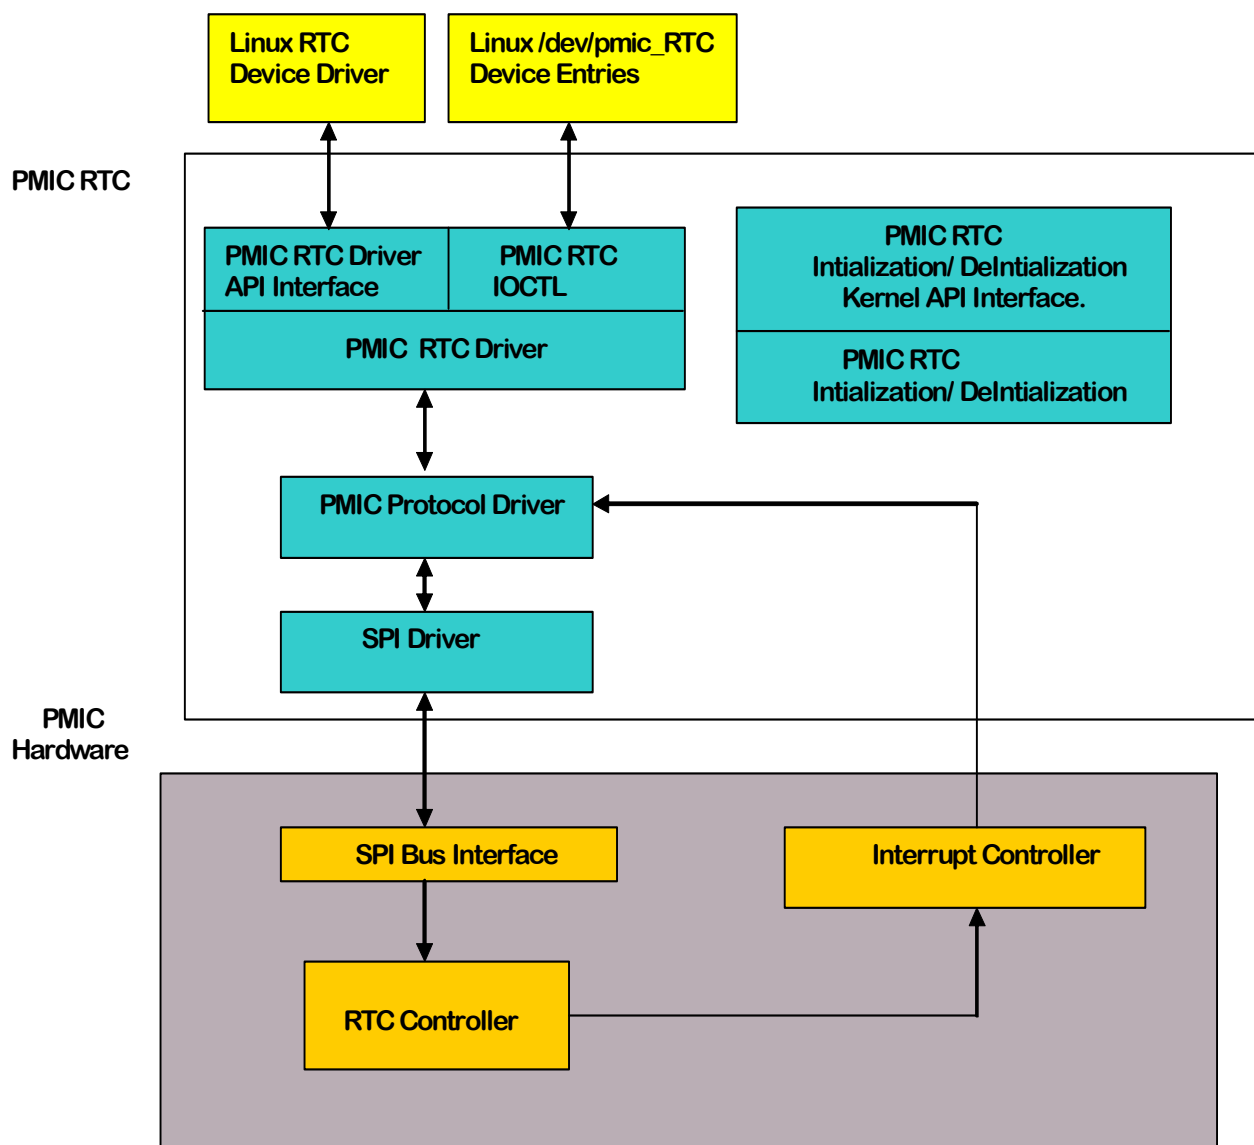 Linux RTC
Device Driver
Linux /dev/pmic_RTC
Device Entries
PMIC RTC
PMIC RTC Driver
API Interface
PMIC RTC
IOCTL
PMIC RTC Driver
PMIC RTC
Intialization/ DeIntialization
Kernel API Interface.
PMIC RTC
Intialization/ DeIntialization
PMIC Protocol Driver
SPI Driver
PMIC
Hardware
SPI Bus Interface
Interrupt Controller
RTC Controller